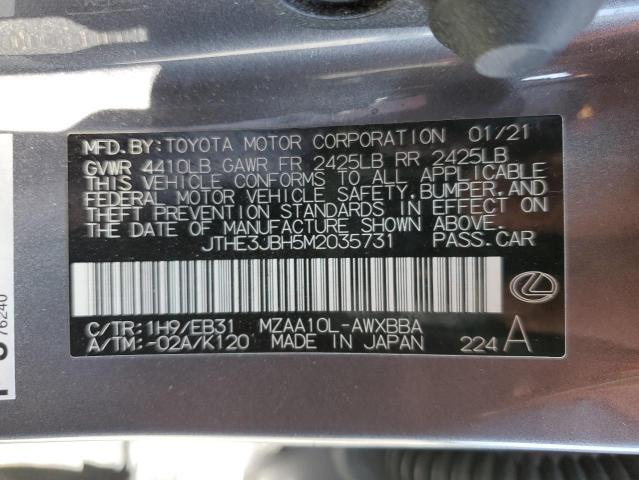 MFD. BY: TOYOTA MOTOR CORPORATION 01/21
GVWR 4410LB GAWR FR 2425LB RR 2425LB
THIS VEHICLE CONFORMS TO ALL APPLICABLE
FEDERAL MOTOR VEHICLE SAFETY, BUMPER, AND
THEFT PREVENTION STANDARDS IN EFFECT ON
THE DATE OF MANUFACTURE SHOWN ABOVE.
JTHE3JBH5M2035731 PASS.CAR
C/TR: 1H9/EB31 MZAA10L-AWXBBA
A/TM: -02A/K120 MADE IN JAPAN 224 A
76240